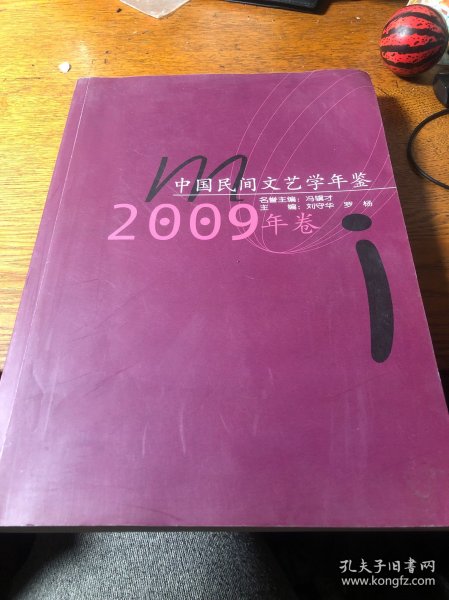 m
中国民间文艺学年鉴
名誉主编：冯骥才
主　编：刘守华　罗　杨
2009年卷
j
孔夫子旧书网
www.kongfz.com